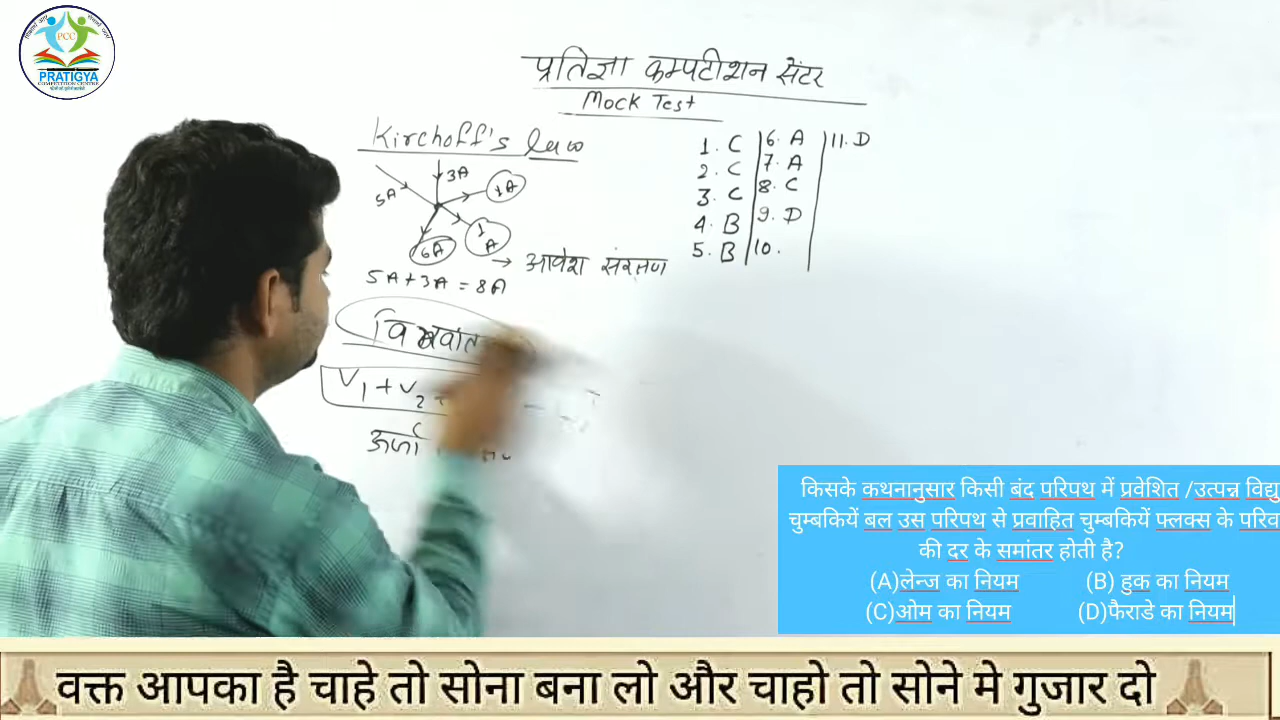 PCC
PRATIGYA
COMPETITION CENTRE
प्रतिज्ञा कम्पटीशन सेंटर
Mock Test
Kirchoff's law
5A
3A
1A
1A
6A
→ आवेश संरक्षण
5A + 3A = 8A
V1 + V2
ऊर्जा
1. C
2. C
3. C
4. B
5. B
6. A
7. A
8. C
9. D
10.
11. D
किसके कथनानुसार किसी बंद परिपथ में प्रवेशित /उत्पन्न विद्यु
चुम्बकियें बल उस परिपथ से प्रवाहित चुम्बकियें फ्लक्स के परिव
की दर के समांतर होती है?
(A)लेन्ज का नियम (B) हुक का नियम
(C)ओम का नियम (D)फैराडे का नियम
वक्त आपका है चाहे तो सोना बना लो और चाहो तो सोने मे गुजार दो